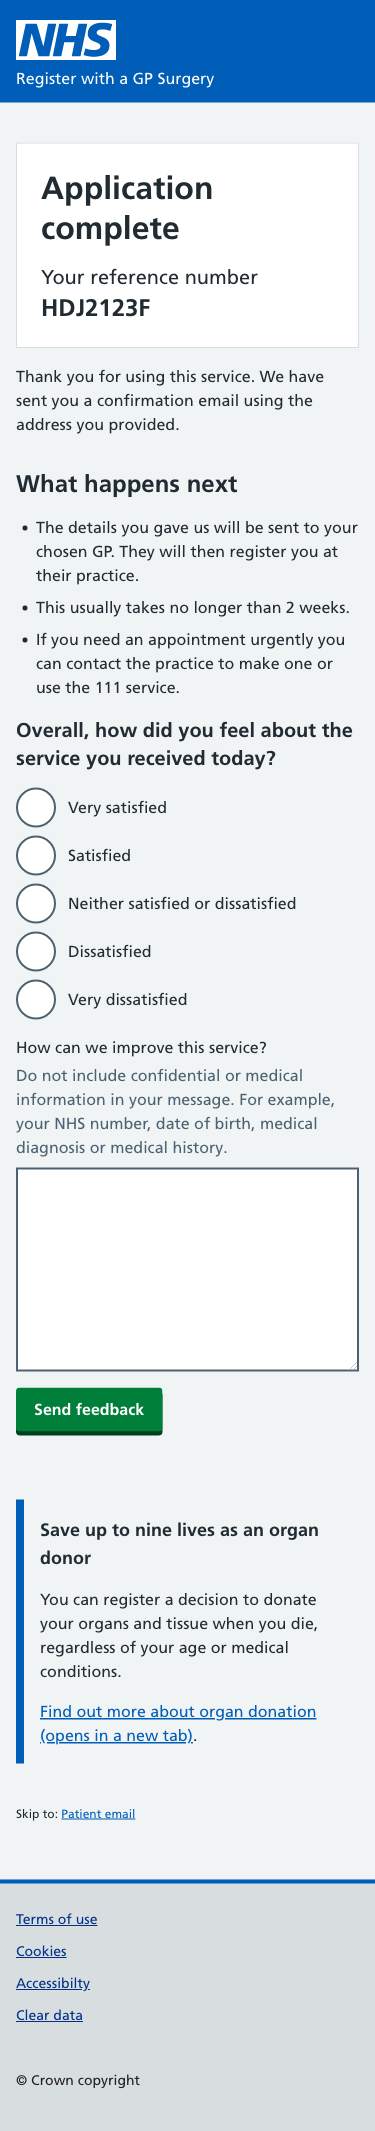 NHS
Register with a GP Surgery
Application
complete
Your reference number
HDJ2123F
Thank you for using this service. We have
sent you a confirmation email using the
address you provided.
What happens next
• The details you gave us will be sent to your
chosen GP. They will then register you at
their practice.
• This usually takes no longer than 2 weeks.
• If you need an appointment urgently you
can contact the practice to make one or
use the 111 service.
Overall, how did you feel about the
service you received today?
Very satisfied
Satisfied
Neither satisfied or dissatisfied
Dissatisfied
Very dissatisfied
How can we improve this service?
Do not include confidential or medical
information in your message. For example,
your NHS number, date of birth, medical
diagnosis or medical history.
Send feedback
Save up to nine lives as an organ
donor
You can register a decision to donate
your organs and tissue when you die,
regardless of your age or medical
conditions.
Find out more about organ donation
(opens in a new tab).
Skip to: Patient email
Terms of use
Cookies
Accessibilty
Clear data
© Crown copyright